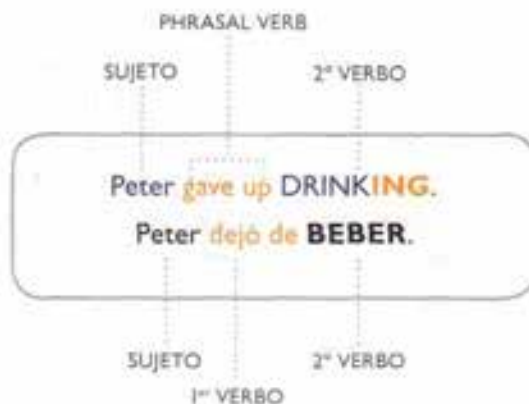 PHRASAL VERB
SUJETO 2º VERBO
Peter gave up DRINKING.
Peter dejó de BEBER.
SUJETO 2º VERBO
1er VERBO